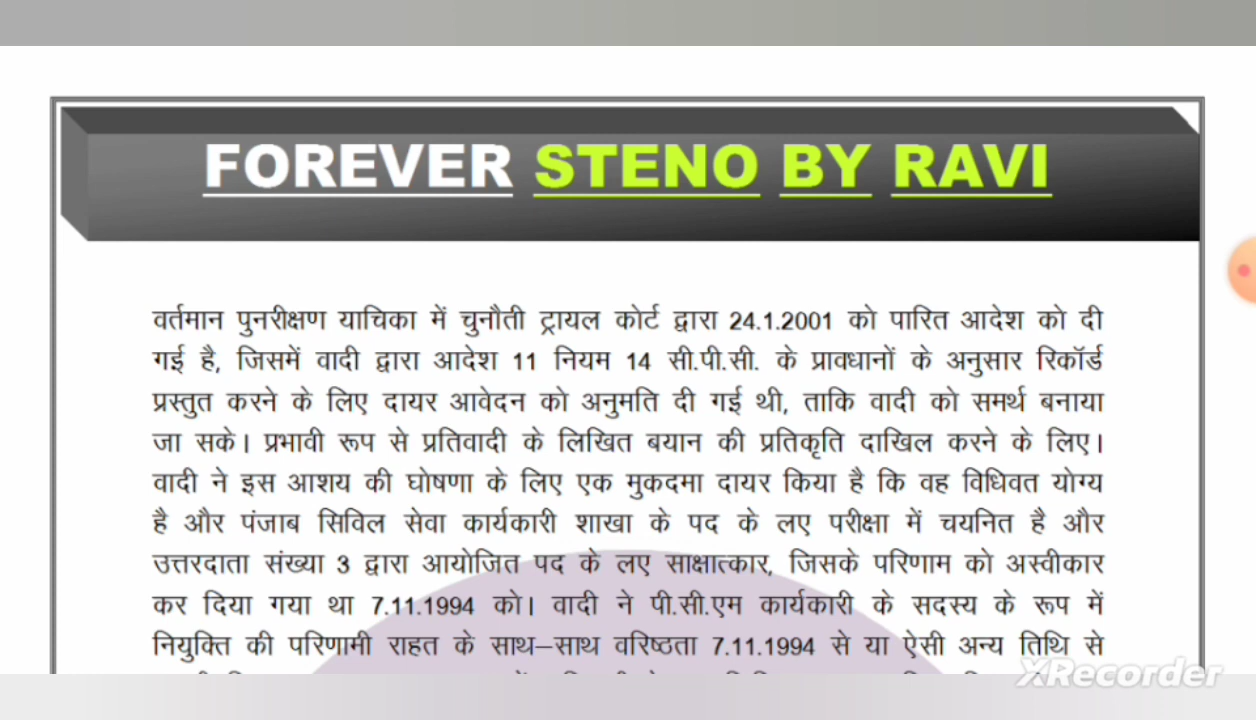 FOREVER STENO BY RAVI
वर्तमान पुनरीक्षण याचिका में चुनौती ट्रायल कोर्ट द्वारा 24.1.2001 को पारित आदेश को दी
गई है, जिसमें वादी द्वारा आदेश 11 नियम 14 सी.पी.सी. के प्रावधानों के अनुसार रिकॉर्ड
प्रस्तुत करने के लिए दायर आवेदन को अनुमति दी गई थी, ताकि वादी को समर्थ बनाया
जा सके। प्रभावी रूप से प्रतिवादी के लिखित बयान की प्रतिकृति दाखिल करने के लिए।
वादी ने इस आशय की घोषणा के लिए एक मुकदमा दायर किया है कि वह विधिवत योग्य
है और पंजाब सिविल सेवा कार्यकारी शाखा के पद के लए परीक्षा में चयनित है और
उत्तरदाता संख्या 3 द्वारा आयोजित पद के लए साक्षात्कार, जिसके परिणाम को अस्वीकार
कर दिया गया था 7.11.1994 को। वादी ने पी.सी.एम कार्यकारी के सदस्य के रूप में
नियुक्ति की परिणामी राहत के साथ–साथ वरिष्ठता 7.11.1994 से या ऐसी अन्य तिथि से
XRecorder